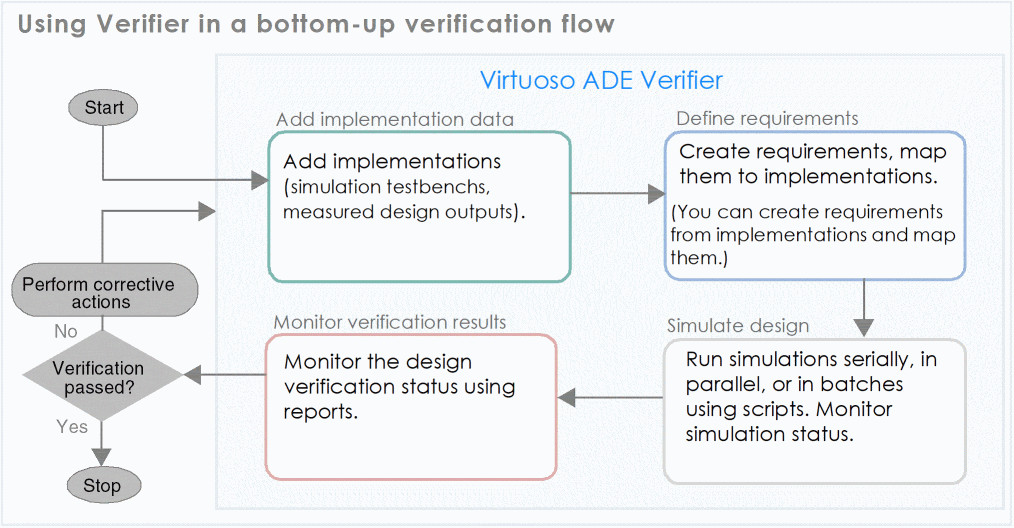 Using Verifier in a bottom-up verification flow
Virtuoso ADE Verifier
Start
Add implementation data
Add implementations
(simulation testbenchs,
measured design outputs).
Define requirements
Create requirements, map
them to implementations.
(You can create requirements
from implementations and map
them.)
Simulate design
Run simulations serially, in
parallel, or in batches
using scripts. Monitor
simulation status.
Monitor verification results
Monitor the design
verification status using
reports.
Perform corrective
actions
No
Verification
passed?
Yes
Stop